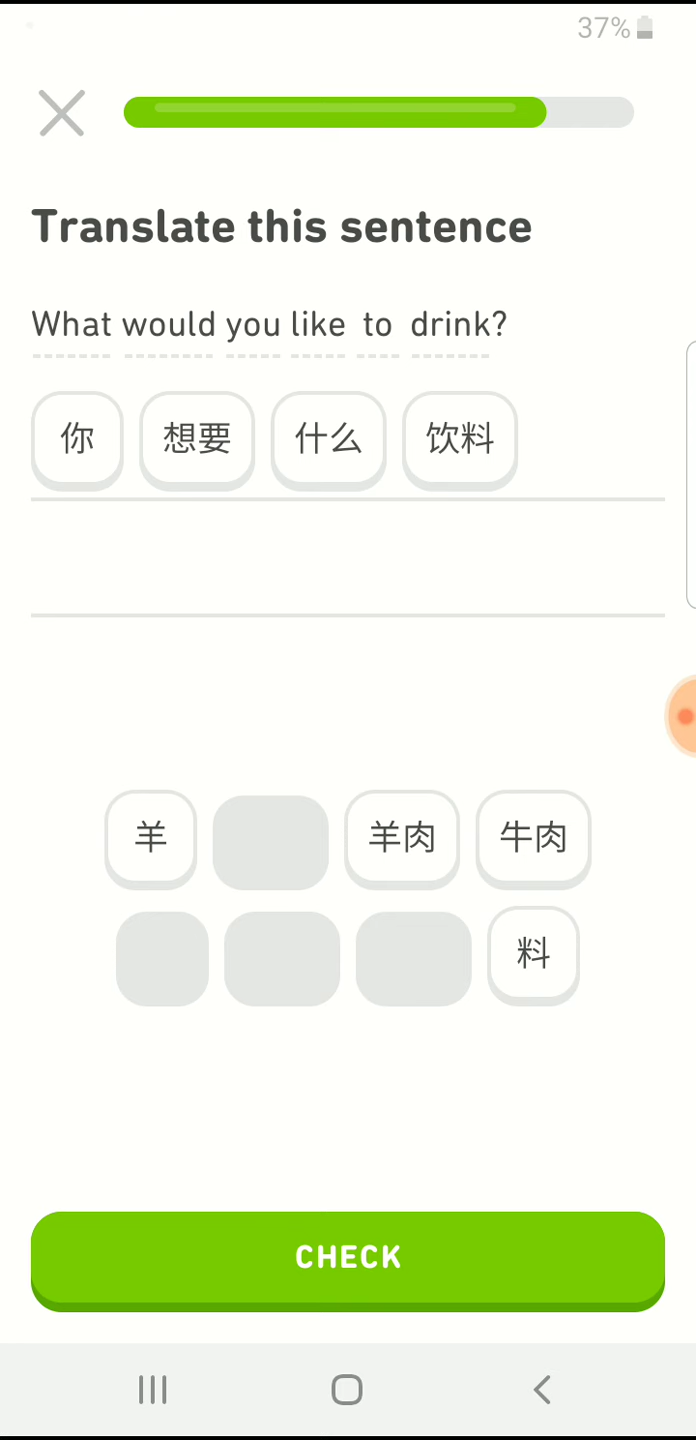 37%
Translate this sentence
What would you like to drink?
你 想要 什么 饮料
羊 羊肉 牛肉
料
CHECK